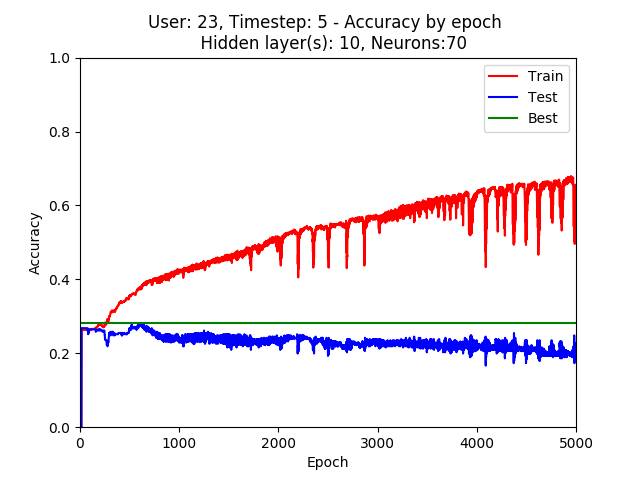 User: 23, Timestep: 5 - Accuracy by epoch
Hidden layer(s): 10, Neurons:70
1.0
0.8
0.6
0.4
0.2
0.0
Accuracy
Train
Test
Best
0
1000
2000
3000
4000
5000
Epoch